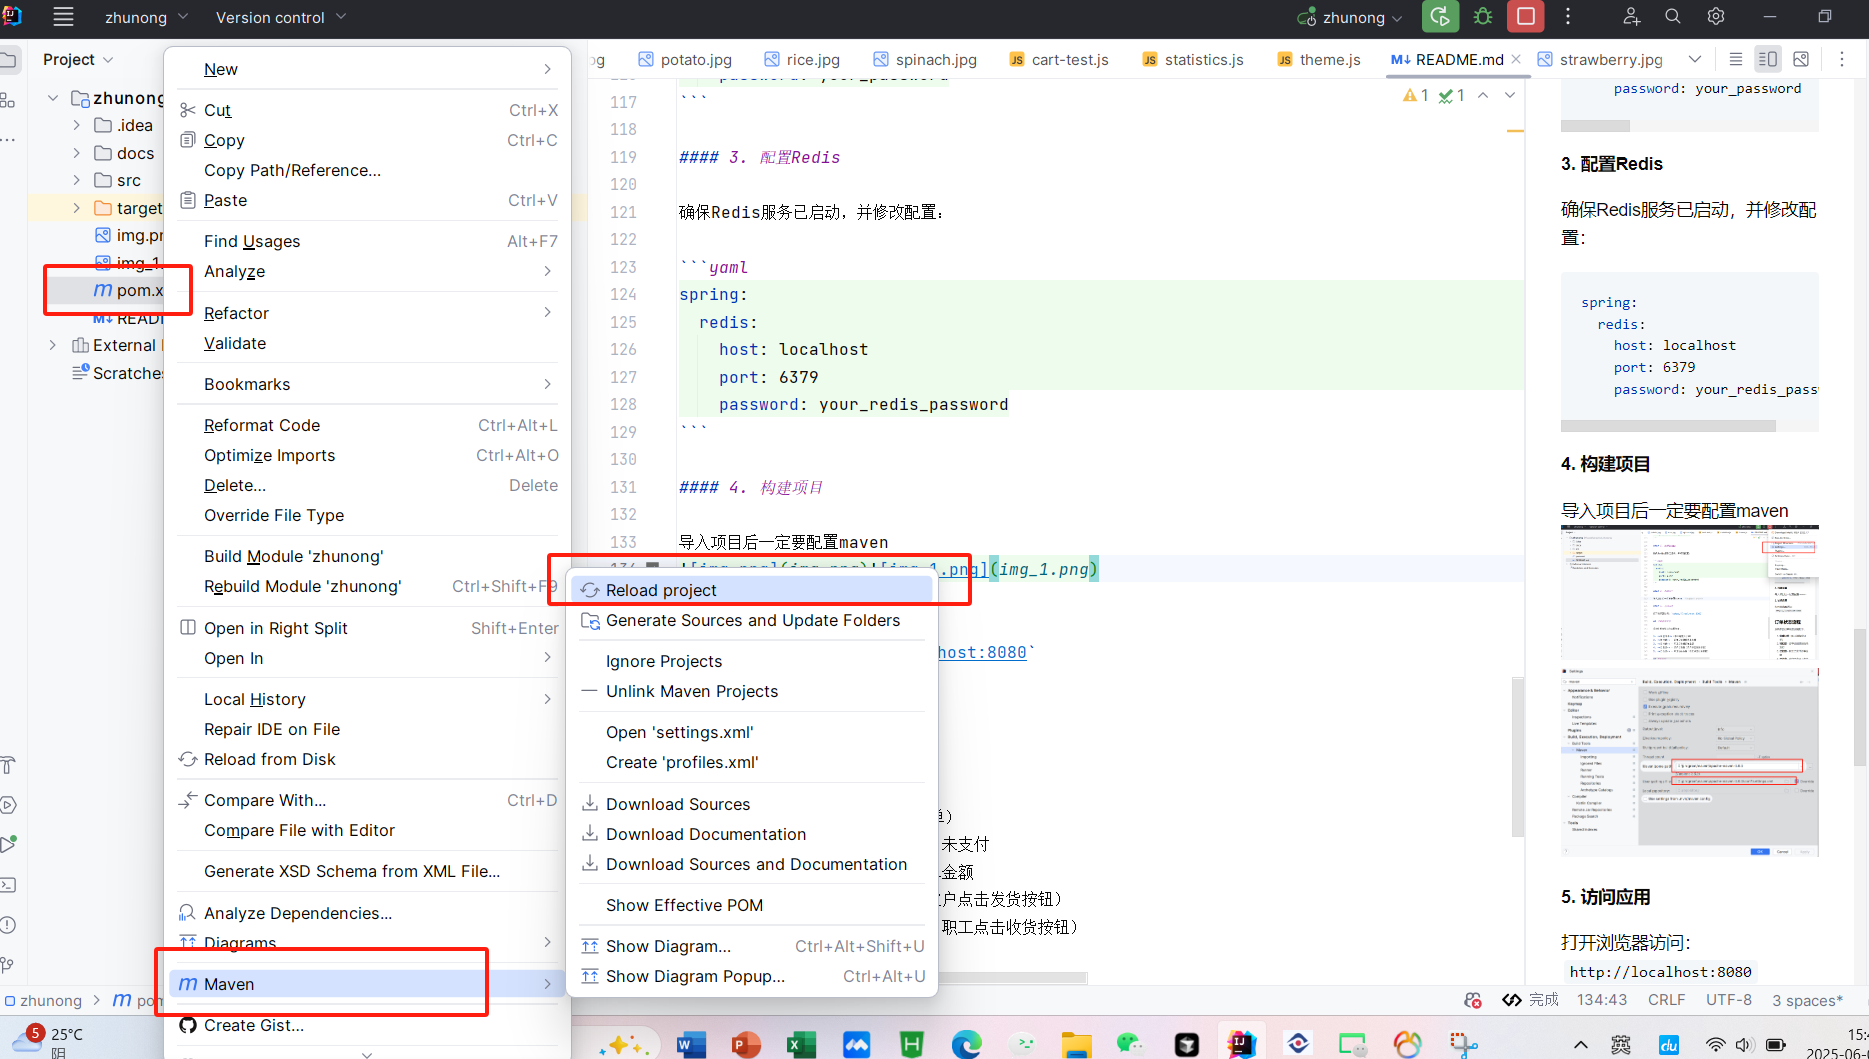 zhunong
Version control
zhunong
Project
potato.jpg
rice.jpg
spinach.jpg
cart-test.js
statistics.js
theme.js
README.md
strawberry.jpg
zhunong
.idea
docs
src
target
img_1
pom.x
READ
External
Scratche
New
Cut Ctrl+X
Copy Ctrl+C
Copy Path/Reference...
Paste Ctrl+V
Find Usages Alt+F7
Analyze
Refactor
Validate
Bookmarks
Reformat Code Ctrl+Alt+L
Optimize Imports Ctrl+Alt+O
Delete... Delete
Override File Type
Build Module 'zhunong'
Rebuild Module 'zhunong' Ctrl+Shift+F9
Open in Right Split Shift+Enter
Open In
Local History
Repair IDE on File
Reload from Disk
Compare With... Ctrl+D
Compare File with Editor
Generate XSD Schema from XML File...
Analyze Dependencies...
Diagrams
Maven
Create Gist...
Reload project
Generate Sources and Update Folders
Ignore Projects
Unlink Maven Projects
Open 'settings.xml'
Create 'profiles.xml'
Download Sources
Download Documentation
Download Sources and Documentation
Show Effective POM
Show Diagram... Ctrl+Alt+Shift+U
Show Diagram Popup... Ctrl+Alt+U
1 1
117 ```
118
119 #### 3. 配置Redis
120
121 确保Redis服务已启动，并修改配置：
122
123 ```yaml
124 spring:
125 redis:
126 host: localhost
127 port: 6379
128 password: your_redis_password
129 ```
130
131 #### 4. 构建项目
132
133 导入项目后一定要配置maven
(img_1.png)
host:8080`
未支付
金额
户点击发货按钮）
职工点击收货按钮）
password: your_password
3. 配置Redis
确保Redis服务已启动，并修改配
置：
spring:
redis:
host: localhost
port: 6379
password: your_redis_pass
4. 构建项目
导入项目后一定要配置maven
5. 访问应用
打开浏览器访问：
http://localhost:8080
zhunong
pom
完成 134:43 CRLF UTF-8 3 spaces*
5 25°C
阴
英
15:4
2025-06-